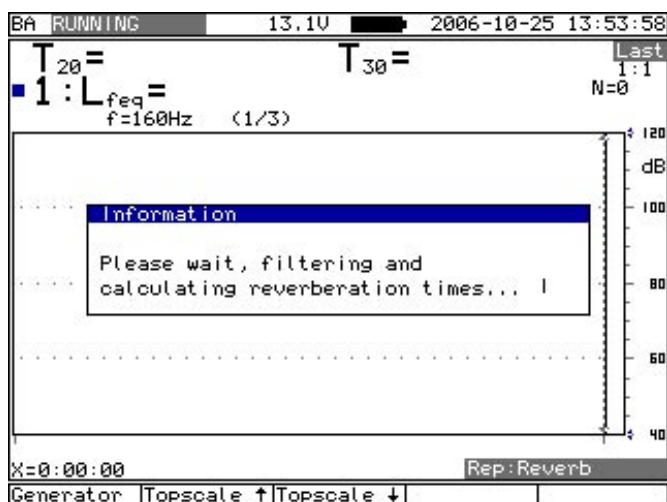 BA RUNNING 13.1V 2006-10-25 13:53:58
T20= T30= Last
1:1
1:Lfeq= N=0
f=160Hz (1/3)
120
dB
100
Information
Please wait, filtering and
calculating reverberation times... |
80
60
40
X=0:00:00 Rep:Reverb
Generator Topscale ↑ Topscale ↓